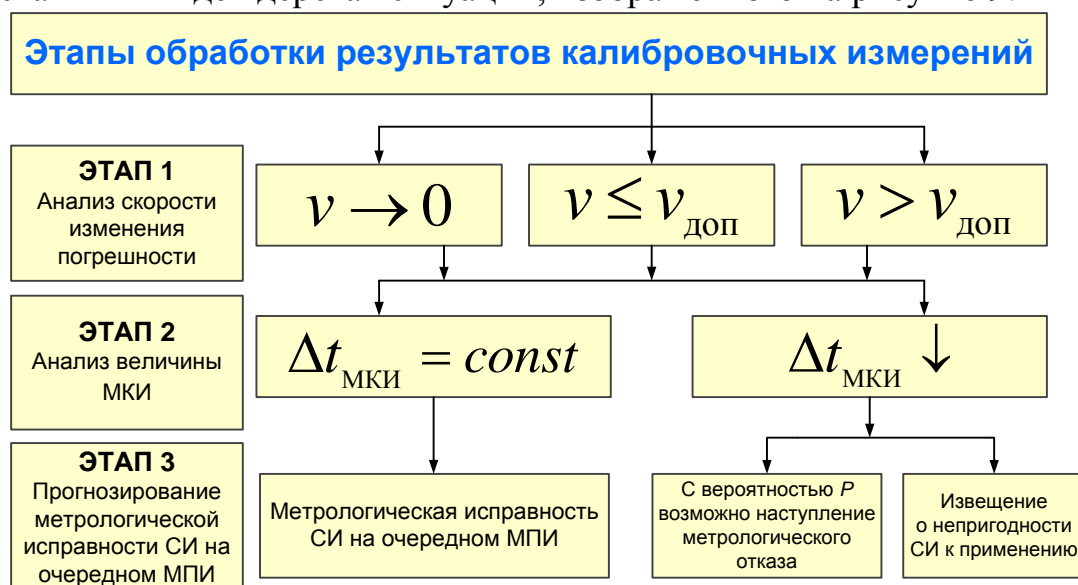 Этапы обработки результатов калибровочных измерений
ЭТАП 1
Анализ скорости
изменения
погрешности
v → 0
v ≤ vдоп
v > vдоп
ЭТАП 2
Анализ величины
МКИ
ΔtМКИ = const
ΔtМКИ ↓
ЭТАП 3
Прогнозирование
метрологической
исправности СИ на
очередном МПИ
Метрологическая исправность
СИ на очередном МПИ
С вероятностью P
возможно наступление
метрологического
отказа
Извещение
о непригодности
СИ к применению